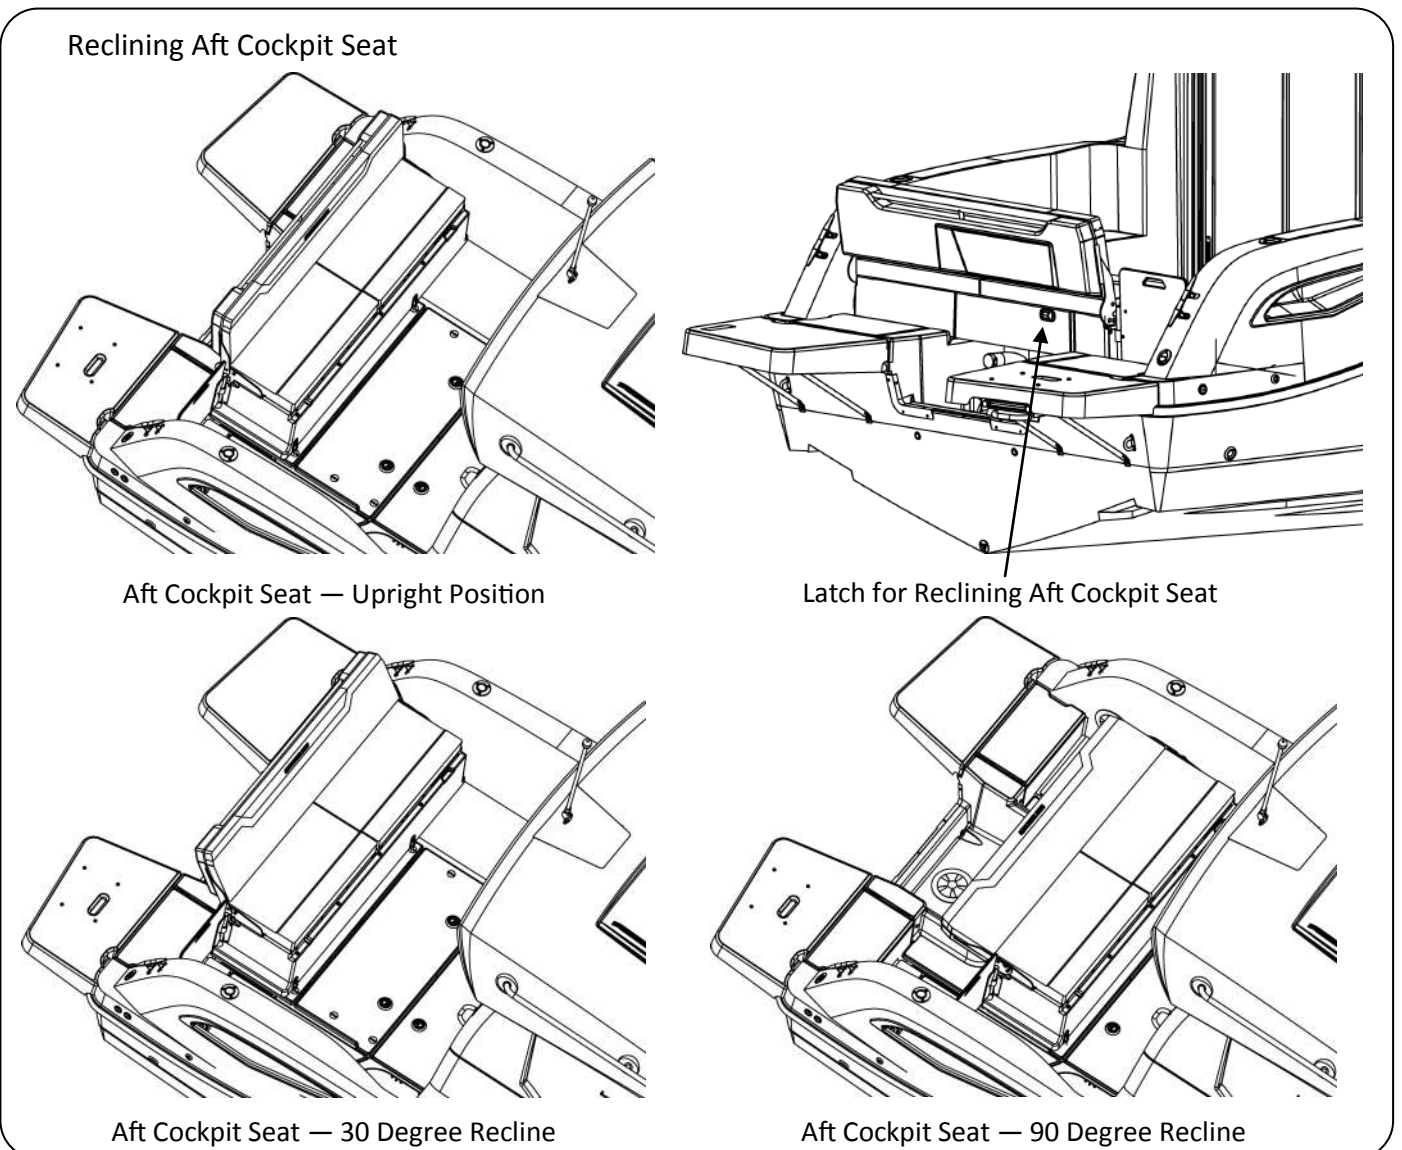 Reclining Aft Cockpit Seat
Aft Cockpit Seat — Upright Position
Latch for Reclining Aft Cockpit Seat
Aft Cockpit Seat — 30 Degree Recline
Aft Cockpit Seat — 90 Degree Recline